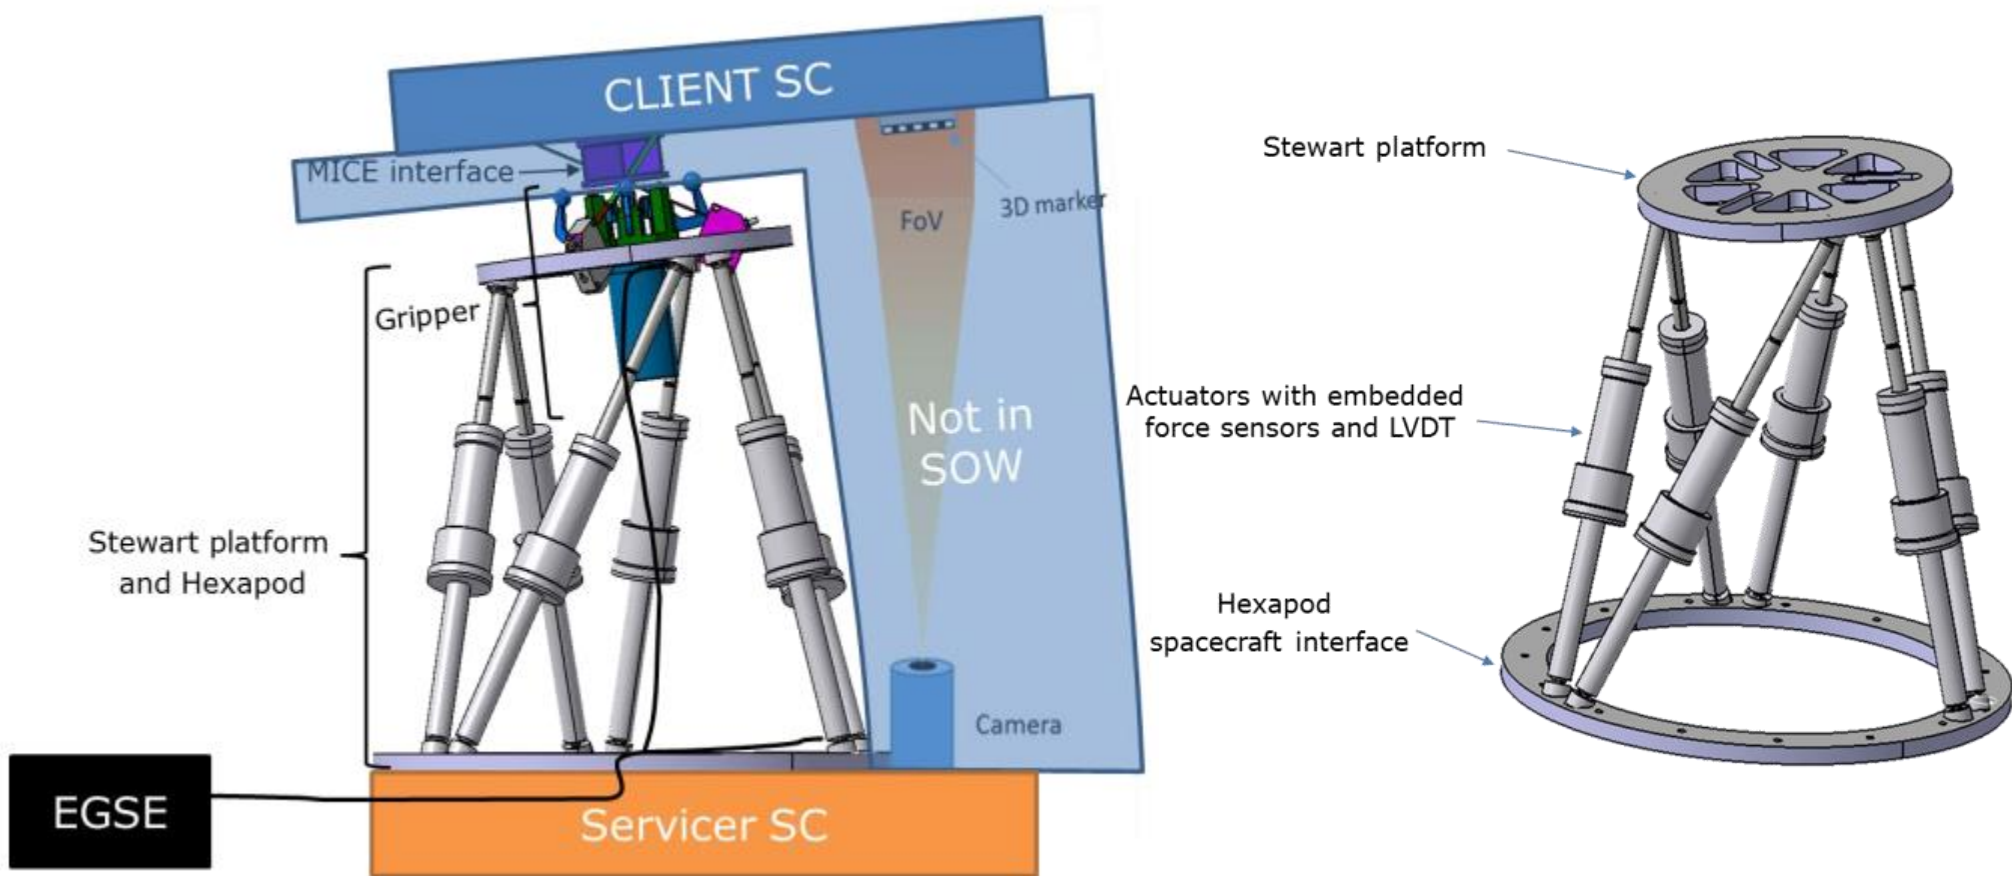 CLIENT SC
MICE interface
3D marker
FoV
Gripper
Not in
SOW
Stewart platform
and Hexapod
Camera
EGSE
Servicer SC
Stewart platform
Actuators with embedded
force sensors and LVDT
Hexapod
spacecraft interface